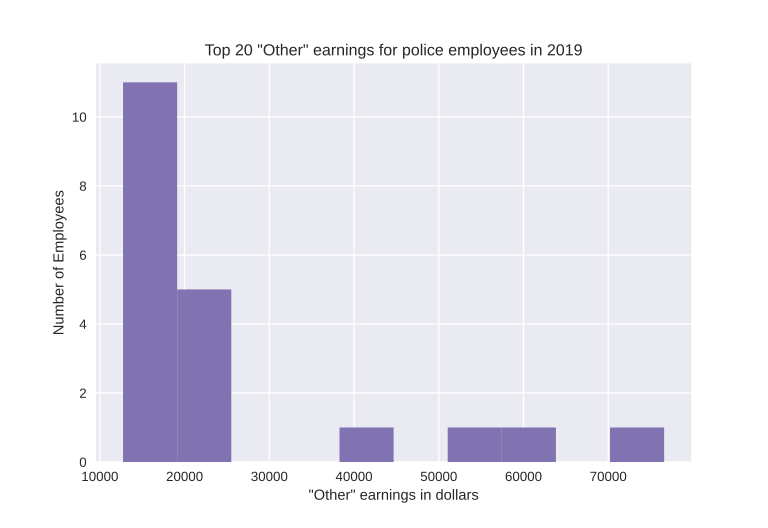 Top 20 "Other" earnings for police employees in 2019
Number of Employees
10
8
6
4
2
0
10000 20000 30000 40000 50000 60000 70000
"Other" earnings in dollars